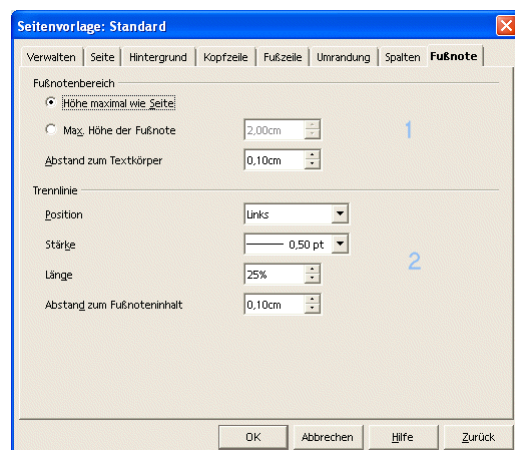 Seitenvorlage: Standard
Verwalten Seite Hintergrund Kopfzeile Fußzeile Umrandung Spalten Fußnote
Fußnotenbereich
Höhe maximal wie Seite
Max. Höhe der Fußnote 2,00cm
1
Abstand zum Textkörper 0,10cm
Trennlinie
Position Links
Stärke 0,50 pt
2
Länge 25%
Abstand zum Fußnoteninhalt 0,10cm
OK Abbrechen Hilfe Zurück